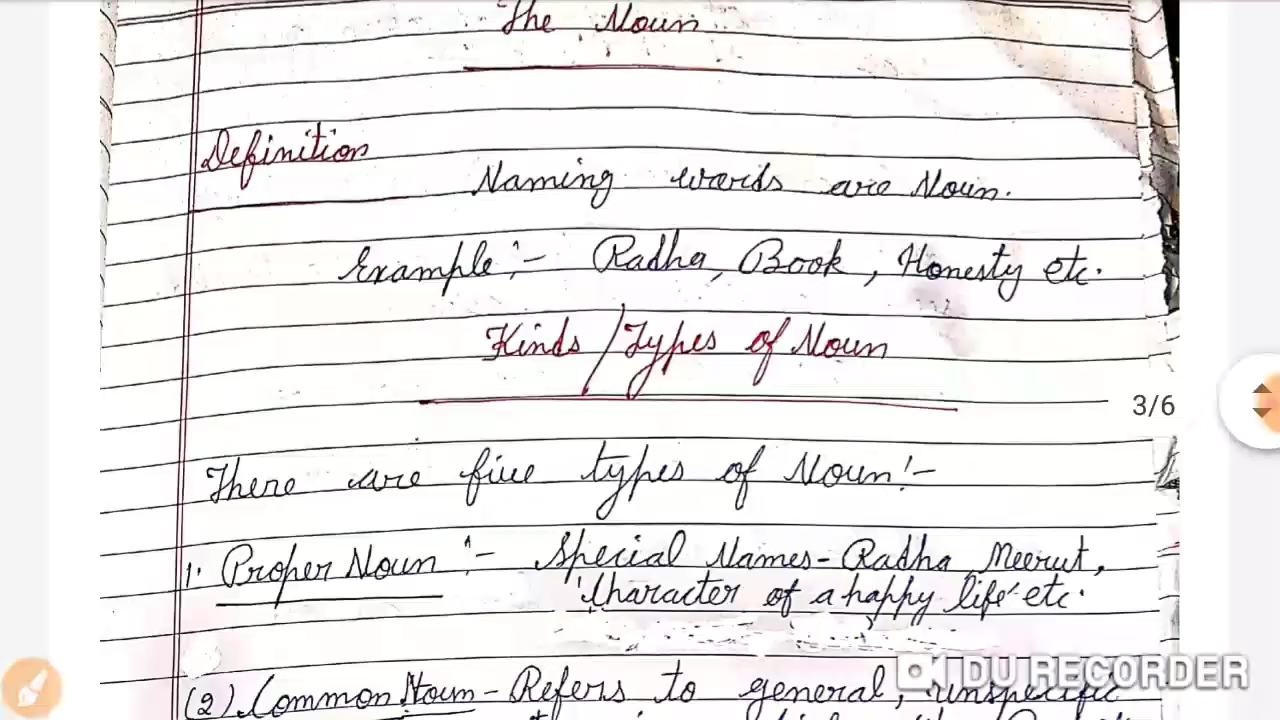 The Noun
Definition
Naming words are Noun.
Example :- Radha, Book, Honesty etc.
Kinds / Types of Noun
3/6
There are five types of Noun :-
1. Proper Noun :- Special Names - Radha, Meerut,
'Character of a happy life' etc.
(2) Common Noun - Refers to general, unspecific
DU RECORDER